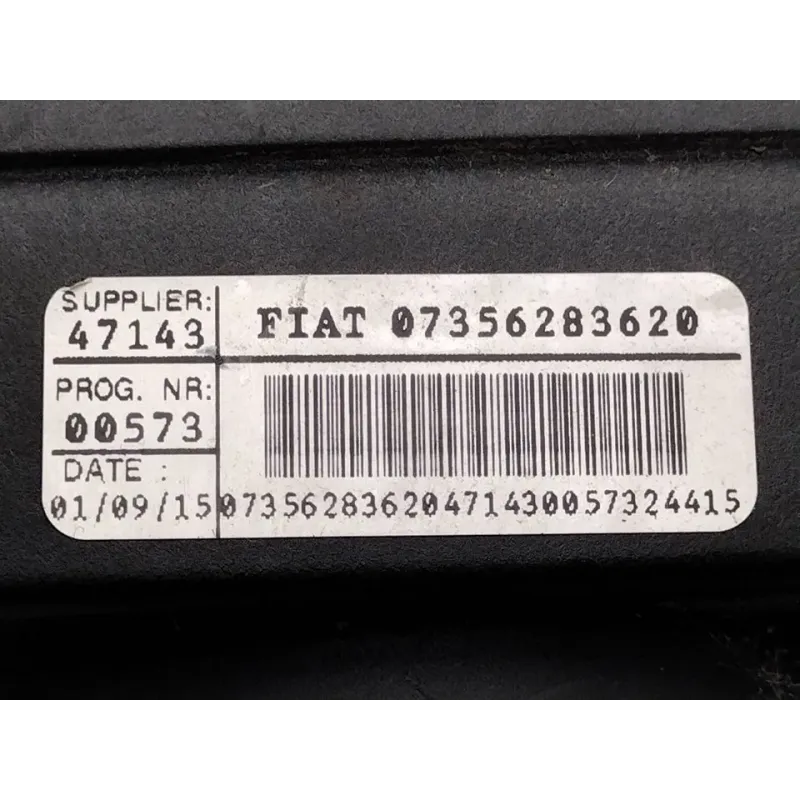 SUPPLIER:
47143
FIAT 07356283620
PROG. NR:
00573
DATE :
01/09/15
07356283620471430057324415